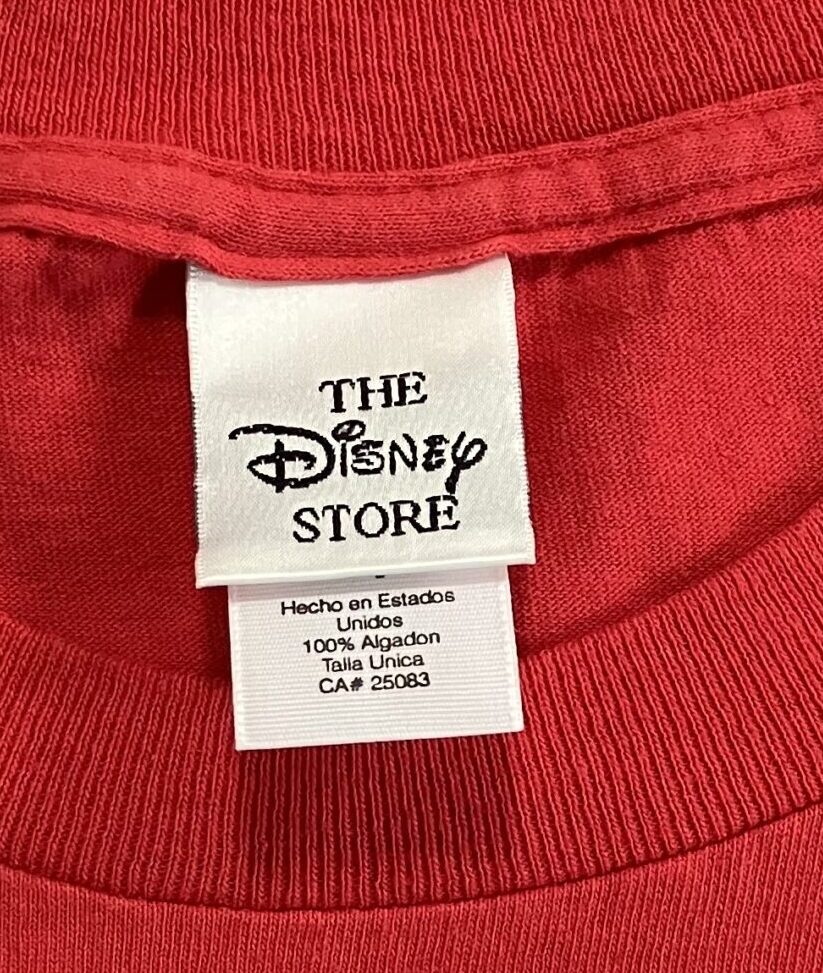 THE
Disney
STORE
Hecho en Estados
Unidos
100% Algadon
Talla Unica
CA# 25083